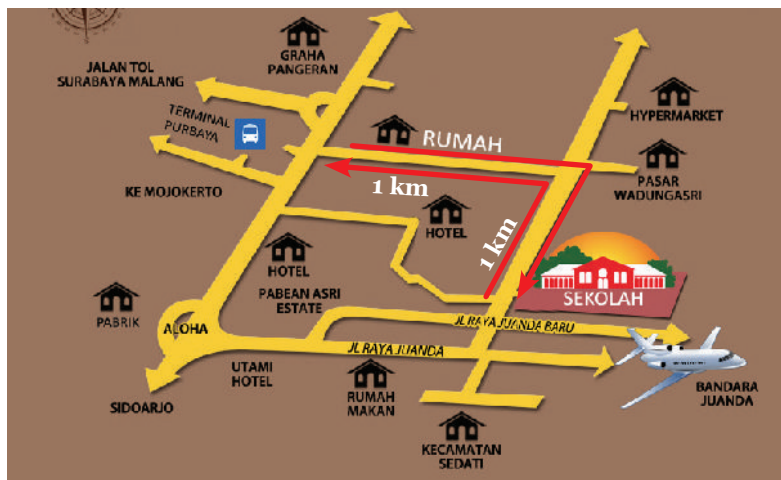 GRAHA
PANGERAN
JALAN TOL
SURABAYA MALANG
TERMINAL
PURBAYA
RUMAH
HYPERMARKET
KE MOJOKERTO
1 km
PASAR
WADUNGASRI
HOTEL
1 km
HOTEL
PABEAN ASRI
ESTATE
SEKOLAH
PABRIK
ALOHA
JL RAYA JUANDA BARU
JL RAYA JUANDA
UTAMI
HOTEL
BANDARA
JUANDA
SIDOARJO
RUMAH
MAKAN
KECAMATAN
SEDATI